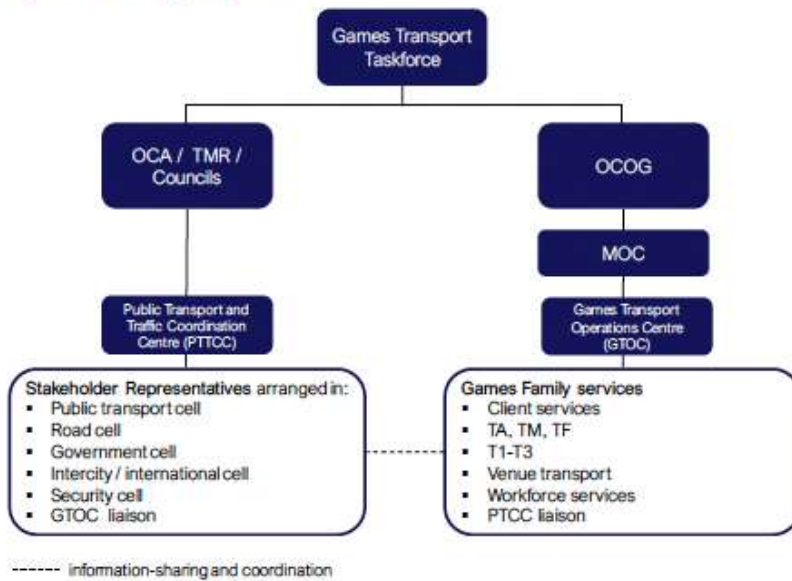 Games Transport
Taskforce
OCA / TMR /
Councils
OCOG
MOC
Public Transport and
Traffic Coordination
Centre (PTTCC)
Games Transport
Operations Centre
(GTOC)
Stakeholder Representatives arranged in:
▪ Public transport cell
▪ Road cell
▪ Government cell
▪ Intercity / international cell
▪ Security cell
▪ GTOC liaison
Games Family services
▪ Client services
▪ TA, TM, TF
▪ T1-T3
▪ Venue transport
▪ Workforce services
▪ PTCC liaison
------ information-sharing and coordination